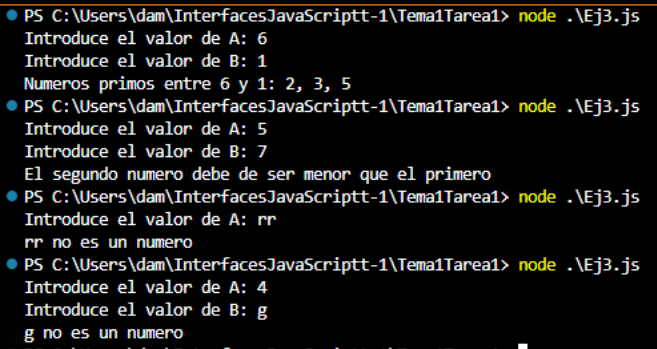 PS C:\Users\dam\InterfacesJavaScriptt-1\Tema1Tarea1> node .\Ej3.js
Introduce el valor de A: 6
Introduce el valor de B: 1
Numeros primos entre 6 y 1: 2, 3, 5
PS C:\Users\dam\InterfacesJavaScriptt-1\Tema1Tarea1> node .\Ej3.js
Introduce el valor de A: 5
Introduce el valor de B: 7
El segundo numero debe de ser menor que el primero
PS C:\Users\dam\InterfacesJavaScriptt-1\Tema1Tarea1> node .\Ej3.js
Introduce el valor de A: rr
rr no es un numero
PS C:\Users\dam\InterfacesJavaScriptt-1\Tema1Tarea1> node .\Ej3.js
Introduce el valor de A: 4
Introduce el valor de B: g
g no es un numero